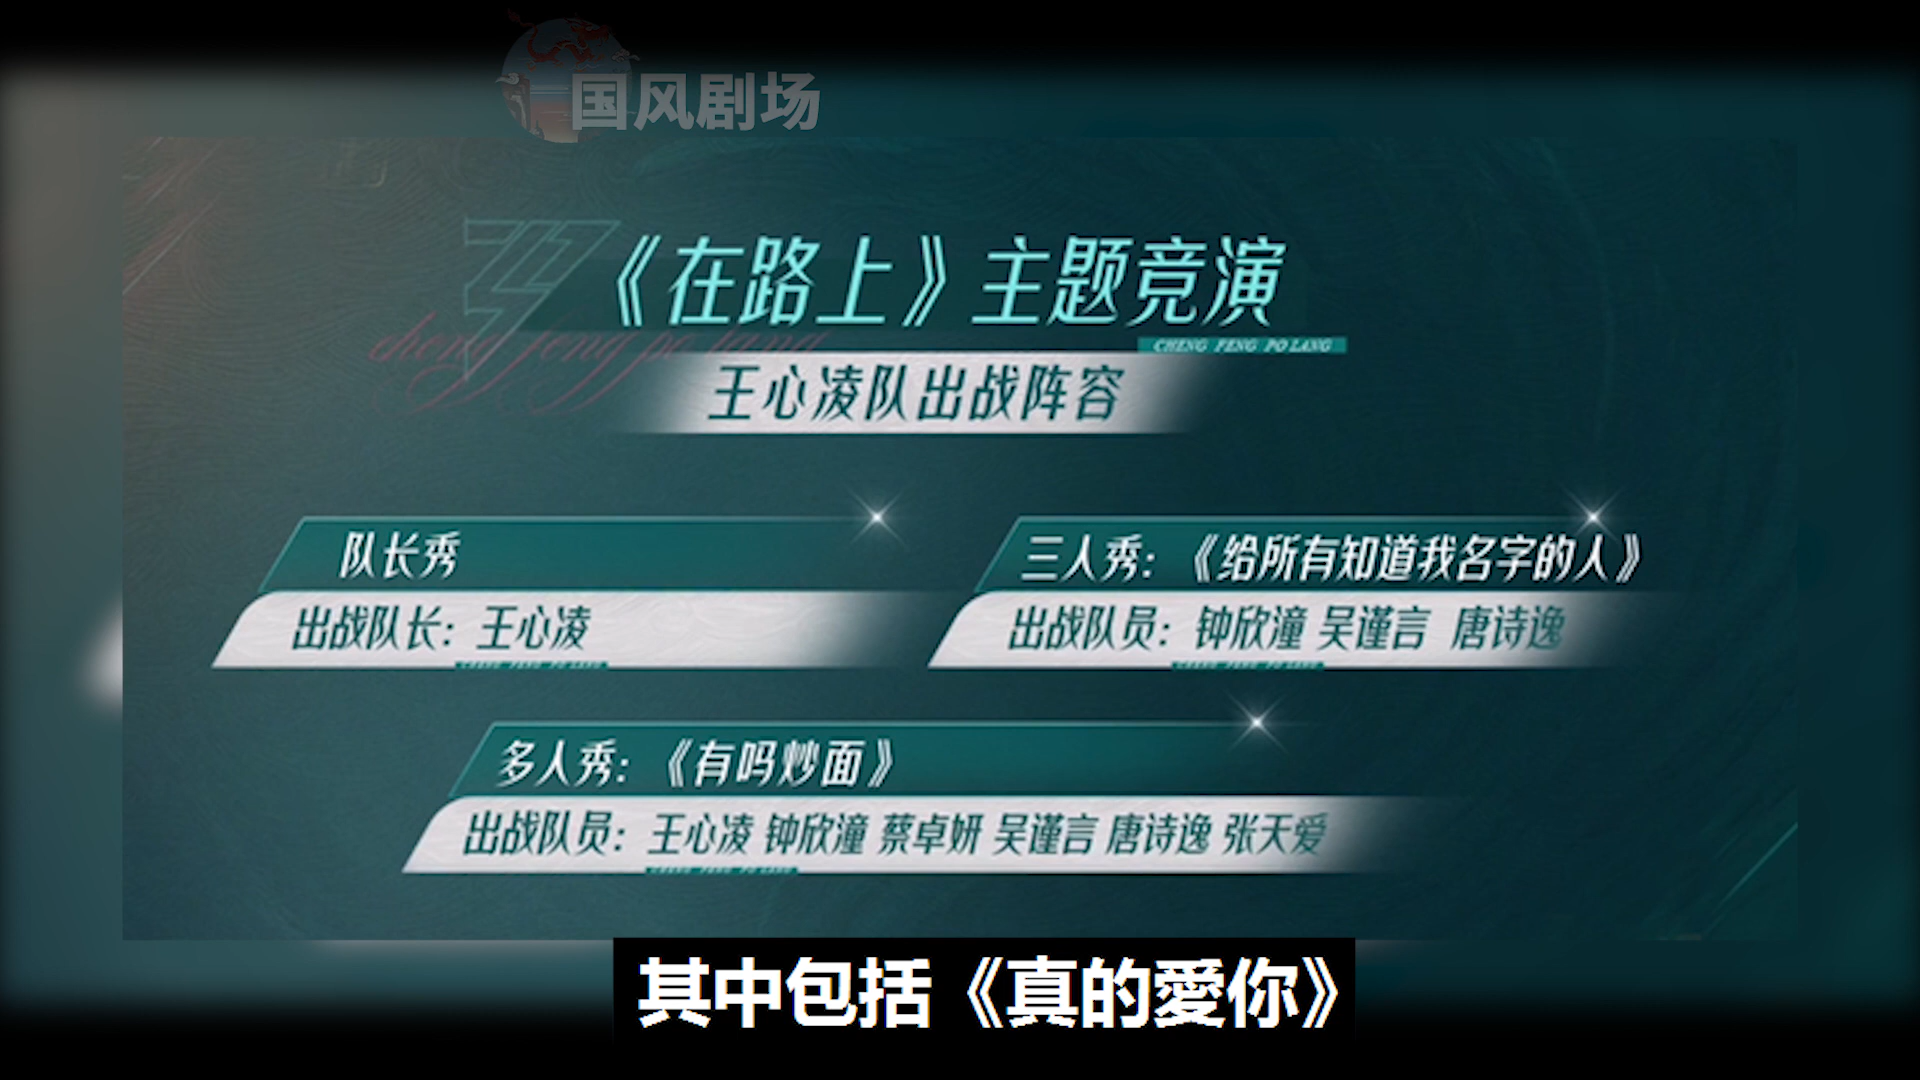 国风剧场
《在路上》主题竞演
cheng feng po lang
CHENG FENG PO LANG
王心凌队出战阵容
队长秀
出战队长：王心凌
三人秀：《给所有知道我名字的人》
出战队员：钟欣潼 吴谨言 唐诗逸
多人秀：《有吗炒面》
出战队员：王心凌 钟欣潼 蔡卓妍 吴谨言 唐诗逸 张天爱
其中包括《真的愛你》